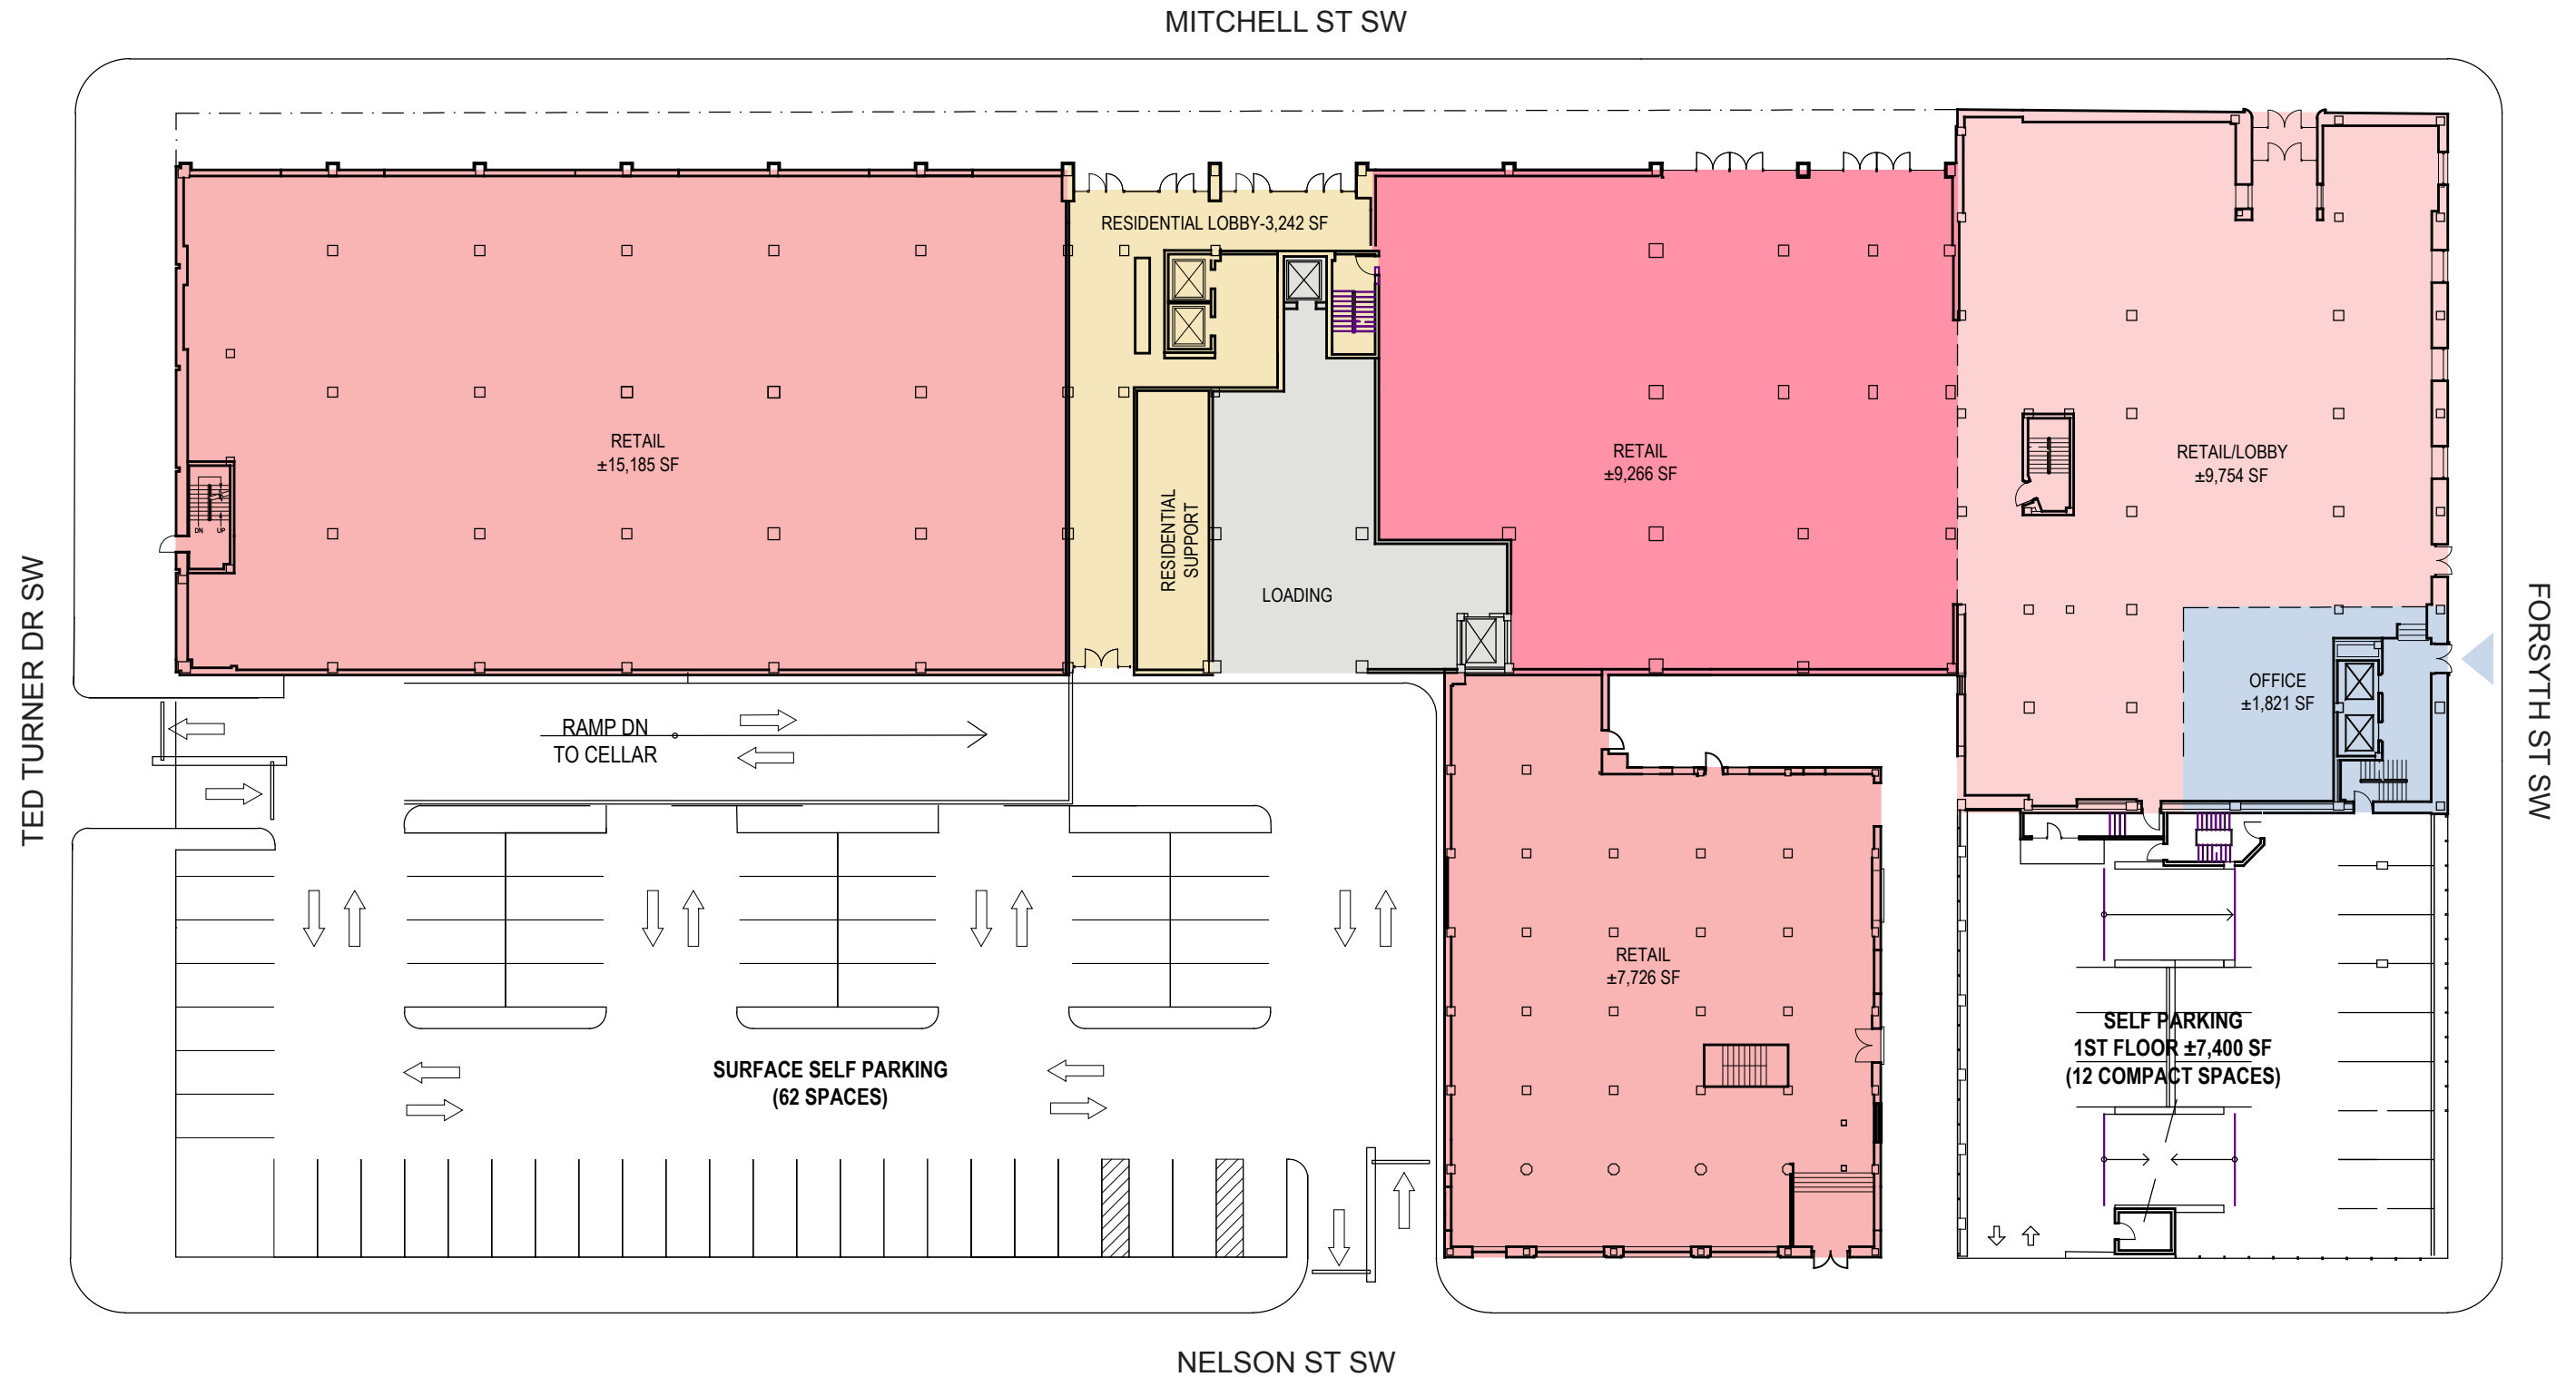 MITCHELL ST SW
RESIDENTIAL LOBBY-3,242 SF
RETAIL
±15,185 SF
RETAIL
±9,266 SF
RETAIL/LOBBY
±9,754 SF
DN UP
RESIDENTIAL
SUPPORT
LOADING
TED TURNER DR SW
FORSYTH ST SW
OFFICE
±1,821 SF
RAMP DN
TO CELLAR
RETAIL
±7,726 SF
SURFACE SELF PARKING
(62 SPACES)
SELF PARKING
1ST FLOOR ±7,400 SF
(12 COMPACT SPACES)
NELSON ST SW